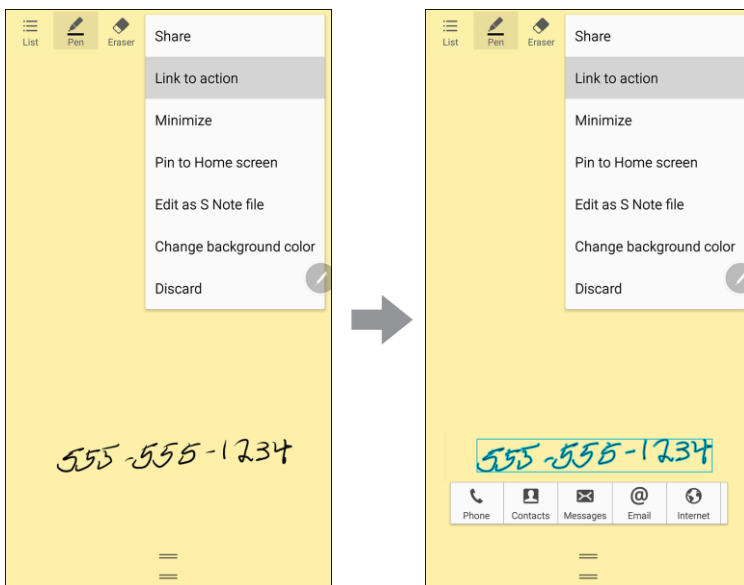 List Pen Eraser
Share
Link to action
Minimize
Pin to Home screen
Edit as S Note file
Change background color
Discard
555-555-1234
List Pen Eraser
Share
Link to action
Minimize
Pin to Home screen
Edit as S Note file
Change background color
Discard
555-555-1234
Phone Contacts Messages Email Internet